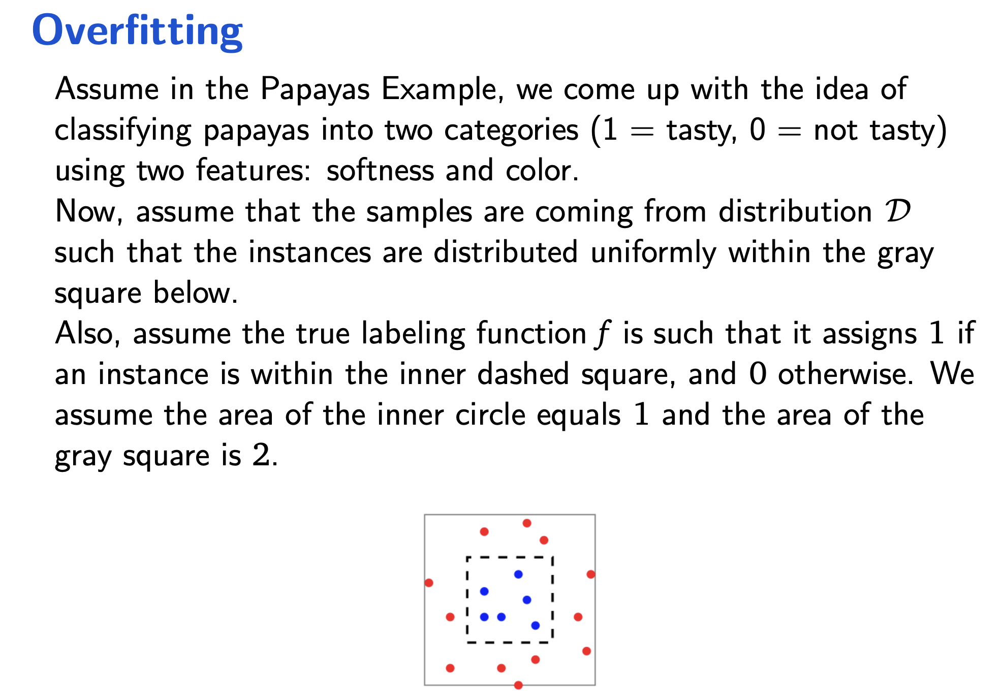 Overfitting
Assume in the Papayas Example, we come up with the idea of
classifying papayas into two categories (1 = tasty, 0 = not tasty)
using two features: softness and color.
Now, assume that the samples are coming from distribution 𝒟
such that the instances are distributed uniformly within the gray
square below.
Also, assume the true labeling function f is such that it assigns 1 if
an instance is within the inner dashed square, and 0 otherwise. We
assume the area of the inner circle equals 1 and the area of the
gray square is 2.